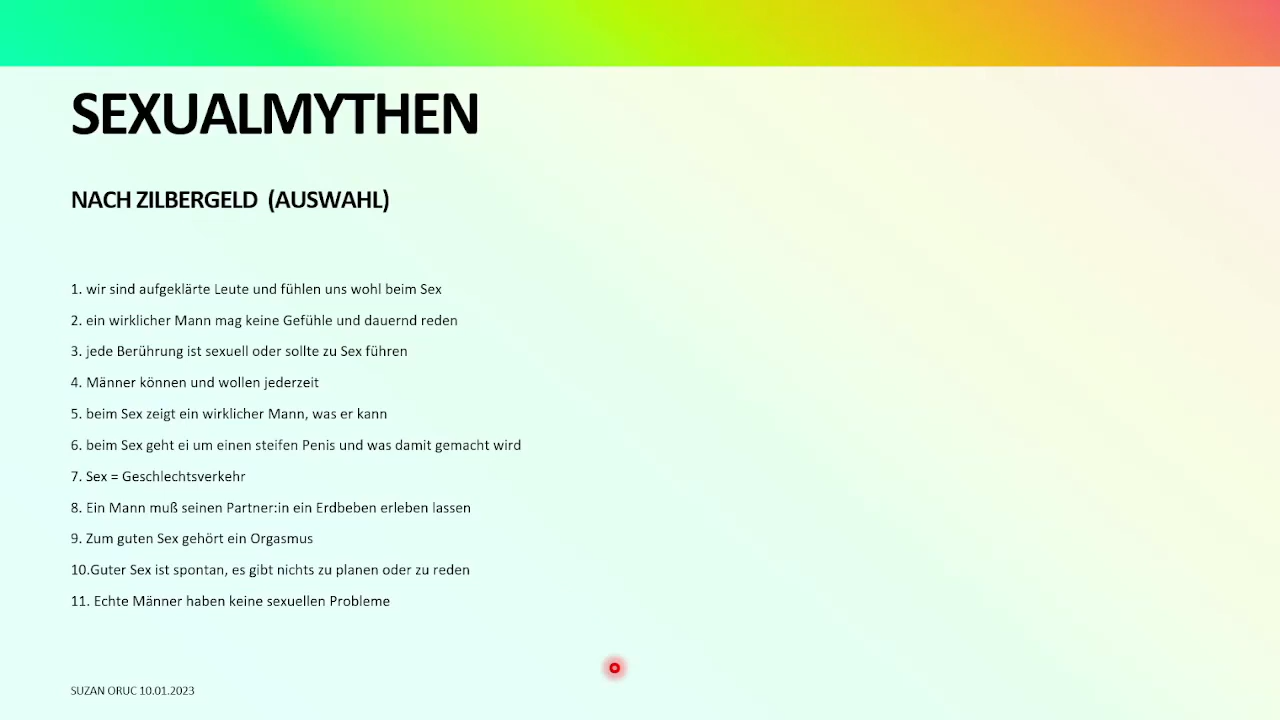 SEXUALMYTHEN
NACH ZILBERGELD (AUSWAHL)
1. wir sind aufgeklärte Leute und fühlen uns wohl beim Sex
2. ein wirklicher Mann mag keine Gefühle und dauernd reden
3. jede Berührung ist sexuell oder sollte zu Sex führen
4. Männer können und wollen jederzeit
5. beim Sex zeigt ein wirklicher Mann, was er kann
6. beim Sex geht ei um einen steifen Penis und was damit gemacht wird
7. Sex = Geschlechtsverkehr
8. Ein Mann muß seinen Partner:in ein Erdbeben erleben lassen
9. Zum guten Sex gehört ein Orgasmus
10.Guter Sex ist spontan, es gibt nichts zu planen oder zu reden
11. Echte Männer haben keine sexuellen Probleme
SUZAN ORUC 10.01.2023